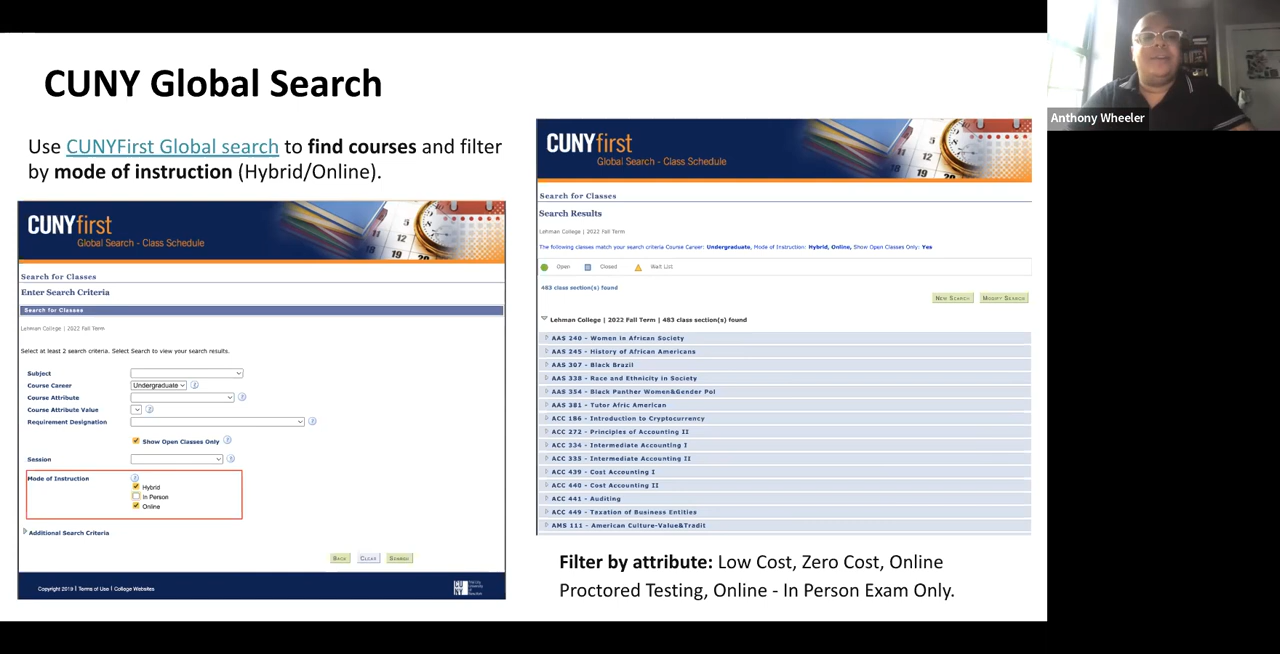 CUNY Global Search
Use CUNYFirst Global search to find courses and filter
by mode of instruction (Hybrid/Online).
CUNYfirst
Global Search - Class Schedule
Search for Classes
Enter Search Criteria
Search for Classes
Lehman College | 2022 Fall Term
Select at least 2 search criteria. Select Search to view your search results.
Subject
Course Career
Undergraduate
Course Attribute
Course Attribute Value
Requirement Designation
Show Open Classes Only
Session
Mode of Instruction
Hybrid
In Person
Online
Additional Search Criteria
Back
Clear
Search
Copyright 2019 | Terms of Use | College Websites
CUNY
5
11 12
19 20
CUNYfirst
Global Search - Class Schedule
5
11 12
19 20
Search for Classes
Search Results
Lehman College | 2022 Fall Term
The following classes match your search criteria Course Career: Undergraduate, Mode of Instruction: Hybrid, Online, Show Open Classes Only: Yes
Open Closed Wait List
483 class section(s) found
New Search Modify Search
Lehman College | 2022 Fall Term | 483 class section(s) found
AAS 240 - Women in African Society
AAS 245 - History of African Americans
AAS 307 - Black Brazil
AAS 338 - Race and Ethnicity in Society
AAS 354 - Black Panther Women&Gender Pol
AAS 381 - Tutor Afric American
ACC 186 - Introduction to Cryptocurrency
ACC 272 - Principles of Accounting II
ACC 334 - Intermediate Accounting I
ACC 335 - Intermediate Accounting II
ACC 439 - Cost Accounting I
ACC 440 - Cost Accounting II
ACC 441 - Auditing
ACC 449 - Taxation of Business Entities
AMS 111 - American Culture-Value&Tradit
Filter by attribute: Low Cost, Zero Cost, Online
Proctored Testing, Online - In Person Exam Only.
Anthony Wheeler